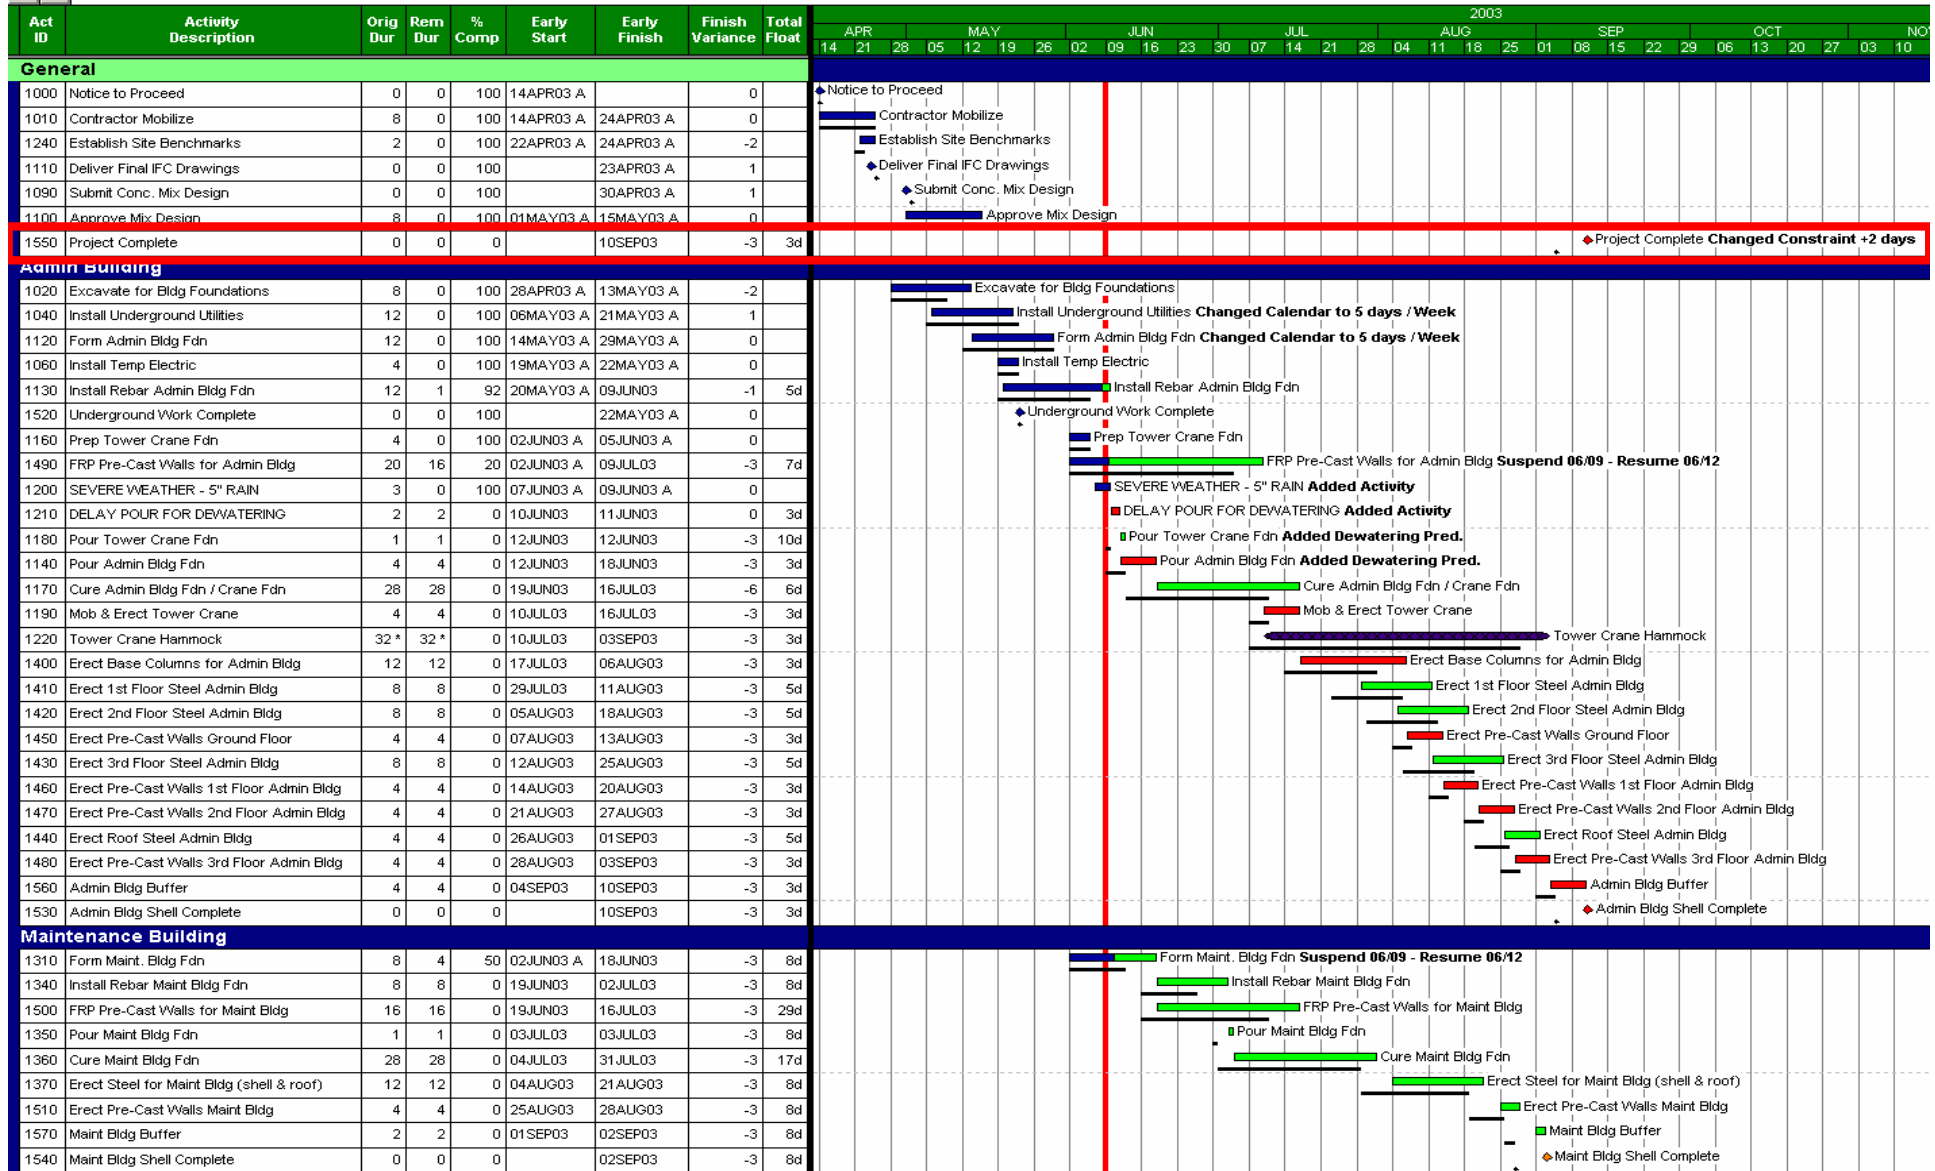 2003
Act ID Activity Description Orig Dur Rem Dur % Comp Early Start Early Finish Finish Variance Total Float
APR MAY JUN JUL AUG SEP OCT NO
14 21 28 05 12 19 26 02 09 16 23 30 07 14 21 28 04 11 18 25 01 08 15 22 29 06 13 20 27 03 10
General
1000 Notice to Proceed 0 0 100 14APR03 A 0 Notice to Proceed
1010 Contractor Mobilize 8 0 100 14APR03 A 24APR03 A 0 Contractor Mobilize
1240 Establish Site Benchmarks 2 0 100 22APR03 A 24APR03 A -2 Establish Site Benchmarks
1110 Deliver Final IFC Drawings 0 0 100 23APR03 A 1 Deliver Final IFC Drawings
1090 Submit Conc. Mix Design 0 0 100 30APR03 A 1 Submit Conc. Mix Design
1100 Approve Mix Design 8 0 100 01MAY03 A 15MAY03 A 0 Approve Mix Design
1550 Project Complete 0 0 0 10SEP03 -3 3d Project Complete Changed Constraint +2 days
Admin Building
1020 Excavate for Bldg Foundations 8 0 100 28APR03 A 13MAY03 A -2 Excavate for Bldg Foundations
1040 Install Underground Utilities 12 0 100 06MAY03 A 21MAY03 A 1 Install Underground Utilities Changed Calendar to 5 days / Week
1120 Form Admin Bldg Fdn 12 0 100 14MAY03 A 29MAY03 A 0 Form Admin Bldg Fdn Changed Calendar to 5 days / Week
1060 Install Temp Electric 4 0 100 19MAY03 A 22MAY03 A 0 Install Temp Electric
1130 Install Rebar Admin Bldg Fdn 12 1 92 20MAY03 A 09JUN03 -1 5d Install Rebar Admin Bldg Fdn
1520 Underground Work Complete 0 0 100 22MAY03 A 0 Underground Work Complete
1160 Prep Tower Crane Fdn 4 0 100 02JUN03 A 05JUN03 A 0 Prep Tower Crane Fdn
1490 FRP Pre-Cast Walls for Admin Bldg 20 16 20 02JUN03 A 09JUL03 -3 7d FRP Pre-Cast Walls for Admin Bldg Suspend 06/09 - Resume 06/12
1200 SEVERE WEATHER - 5" RAIN 3 0 100 07JUN03 A 09JUN03 A 0 SEVERE WEATHER - 5" RAIN Added Activity
1210 DELAY POUR FOR DEWATERING 2 2 0 10JUN03 11JUN03 0 3d DELAY POUR FOR DEWATERING Added Activity
1180 Pour Tower Crane Fdn 1 1 0 12JUN03 12JUN03 -3 10d Pour Tower Crane Fdn Added Dewatering Pred.
1140 Pour Admin Bldg Fdn 4 4 0 12JUN03 18JUN03 -3 3d Pour Admin Bldg Fdn Added Dewatering Pred.
1170 Cure Admin Bldg Fdn / Crane Fdn 28 28 0 19JUN03 16JUL03 -6 6d Cure Admin Bldg Fdn / Crane Fdn
1190 Mob & Erect Tower Crane 4 4 0 10JUL03 16JUL03 -3 3d Mob & Erect Tower Crane
1220 Tower Crane Hammock 32 * 32 * 0 10JUL03 03SEP03 -3 3d Tower Crane Hammock
1400 Erect Base Columns for Admin Bldg 12 12 0 17JUL03 06AUG03 -3 3d Erect Base Columns for Admin Bldg
1410 Erect 1st Floor Steel Admin Bldg 8 8 0 29JUL03 11AUG03 -3 5d Erect 1st Floor Steel Admin Bldg
1420 Erect 2nd Floor Steel Admin Bldg 8 8 0 05AUG03 18AUG03 -3 5d Erect 2nd Floor Steel Admin Bldg
1450 Erect Pre-Cast Walls Ground Floor 4 4 0 07AUG03 13AUG03 -3 3d Erect Pre-Cast Walls Ground Floor
1430 Erect 3rd Floor Steel Admin Bldg 8 8 0 12AUG03 25AUG03 -3 5d Erect 3rd Floor Steel Admin Bldg
1460 Erect Pre-Cast Walls 1st Floor Admin Bldg 4 4 0 14AUG03 20AUG03 -3 3d Erect Pre-Cast Walls 1st Floor Admin Bldg
1470 Erect Pre-Cast Walls 2nd Floor Admin Bldg 4 4 0 21AUG03 27AUG03 -3 3d Erect Pre-Cast Walls 2nd Floor Admin Bldg
1440 Erect Roof Steel Admin Bldg 4 4 0 26AUG03 01SEP03 -3 5d Erect Roof Steel Admin Bldg
1480 Erect Pre-Cast Walls 3rd Floor Admin Bldg 4 4 0 28AUG03 03SEP03 -3 3d Erect Pre-Cast Walls 3rd Floor Admin Bldg
1560 Admin Bldg Buffer 4 4 0 04SEP03 10SEP03 -3 3d Admin Bldg Buffer
1530 Admin Bldg Shell Complete 0 0 0 10SEP03 -3 3d Admin Bldg Shell Complete
Maintenance Building
1310 Form Maint. Bldg Fdn 8 4 50 02JUN03 A 18JUN03 -3 8d Form Maint. Bldg Fdn Suspend 06/09 - Resume 06/12
1340 Install Rebar Maint Bldg Fdn 8 8 0 19JUN03 02JUL03 -3 8d Install Rebar Maint Bldg Fdn
1500 FRP Pre-Cast Walls for Maint Bldg 16 16 0 19JUN03 16JUL03 -3 29d FRP Pre-Cast Walls for Maint Bldg
1350 Pour Maint Bldg Fdn 1 1 0 03JUL03 03JUL03 -3 8d Pour Maint Bldg Fdn
1360 Cure Maint Bldg Fdn 28 28 0 04JUL03 31JUL03 -3 17d Cure Maint Bldg Fdn
1370 Erect Steel for Maint Bldg (shell & roof) 12 12 0 04AUG03 21AUG03 -3 8d Erect Steel for Maint Bldg (shell & roof)
1510 Erect Pre-Cast Walls Maint Bldg 4 4 0 25AUG03 28AUG03 -3 8d Erect Pre-Cast Walls Maint Bldg
1570 Maint Bldg Buffer 2 2 0 01SEP03 02SEP03 -3 8d Maint Bldg Buffer
1540 Maint Bldg Shell Complete 0 0 0 02SEP03 -3 8d Maint Bldg Shell Complete